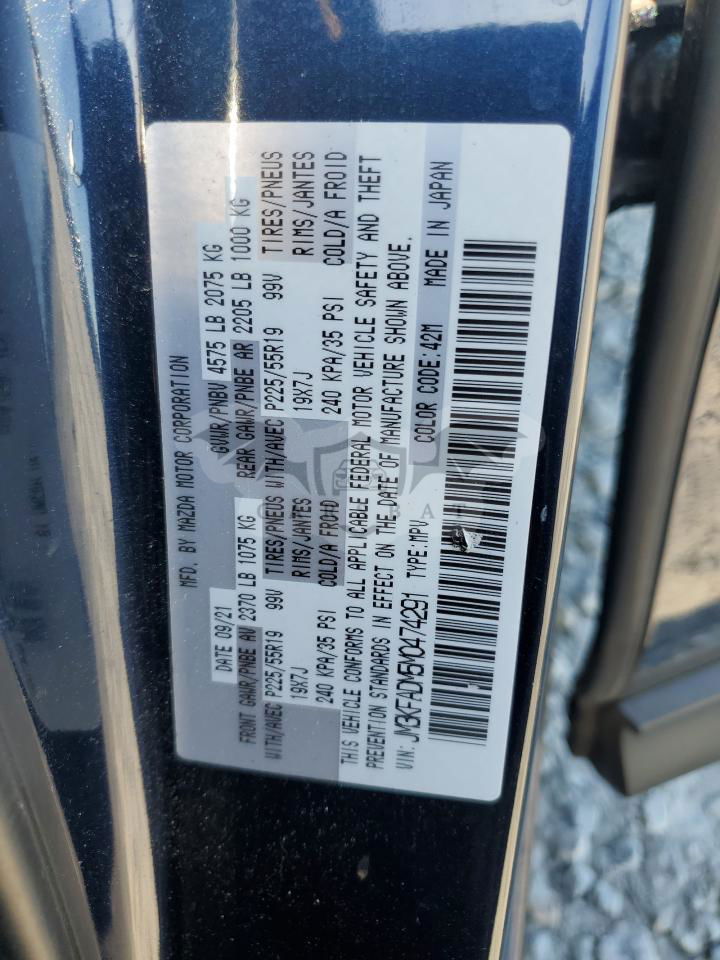 MFD. BY MAZDA MOTOR CORPORATION
DATE 09/21 GVWR/PNBV 4575 LB 2075 KG
FRONT GAWR/PNBE AV 2370 LB 1075 KG REAR GAWR/PNBE AR 2205 LB 1000 KG
WITH/AVEC P225/55R19 99V TIRES/PNEUS WITH/AVEC P225/55R19 99V TIRES/PNEUS
19X7J RIMS/JANTES 19X7J RIMS/JANTES
240 KPA/35 PSI COLD/A FROID 240 KPA/35 PSI COLD/A FROID
THIS VEHICLE CONFORMS TO ALL APPLICABLE FEDERAL MOTOR VEHICLE SAFETY AND THEFT
PREVENTION STANDARDS IN EFFECT ON THE DATE OF MANUFACTURE SHOWN ABOVE.
VIN: JM3KFADM5M0474291 TYPE:MPV COLOR CODE:42M MADE IN JAPAN